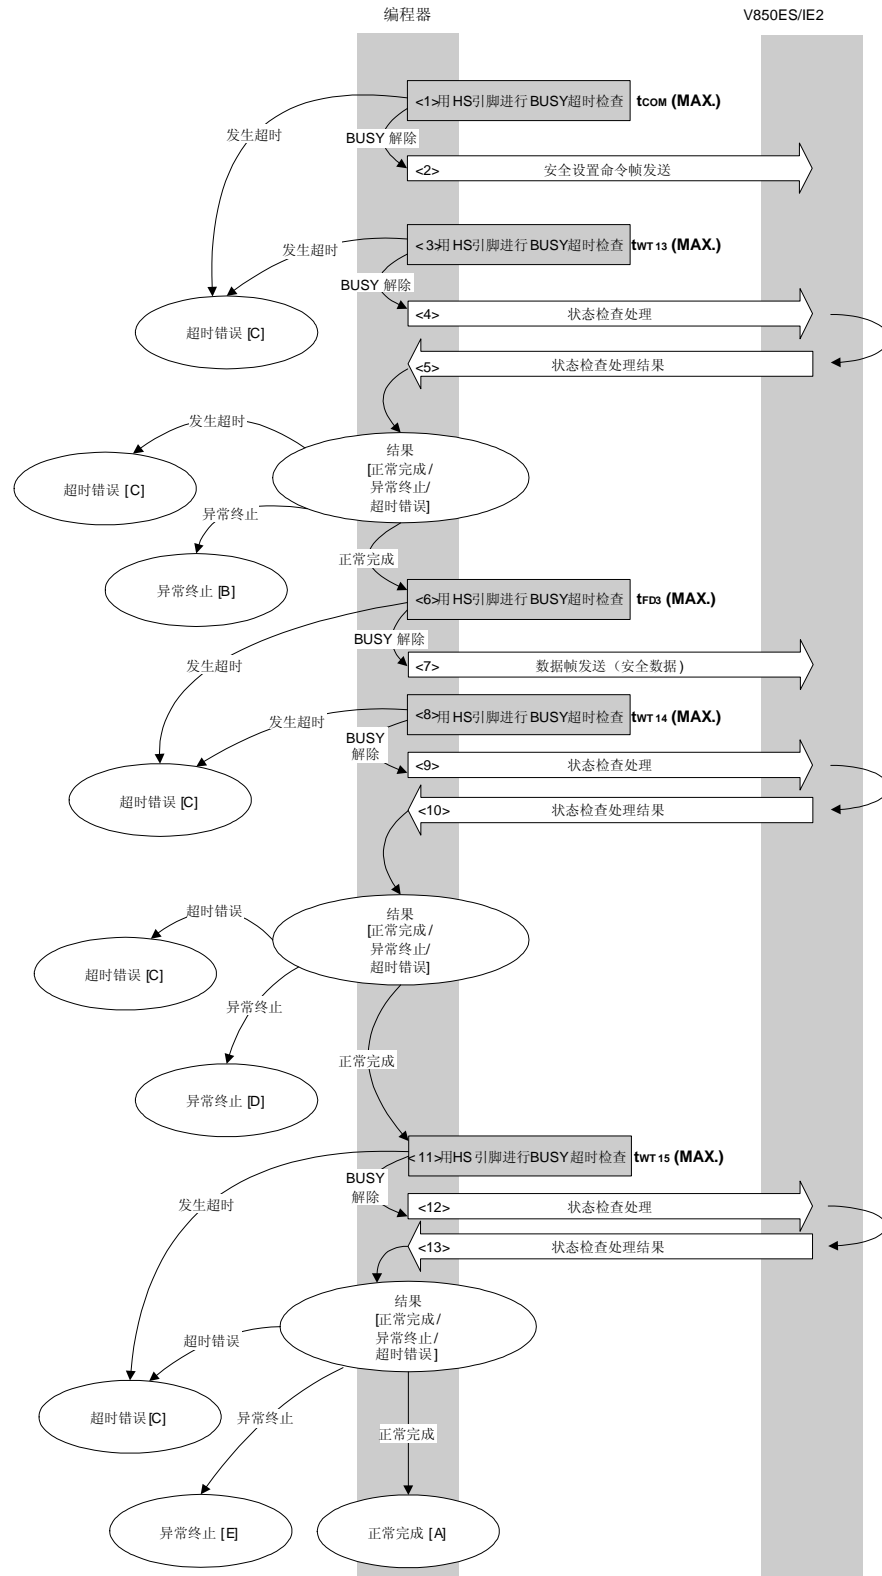 编程器
V850ES/IE2
<1>用HS引脚进行BUSY超时检查
tCOM (MAX.)
发生超时
BUSY 解除
<2>
安全设置命令帧发送
<3>用HS引脚进行BUSY超时检查
tWT13 (MAX.)
发生超时
BUSY 解除
<4>
状态检查处理
超时错误 [C]
<5>
状态检查处理结果
发生超时
结果
[正常完成/
异常终止/
超时错误]
超时错误 [C]
异常终止
正常完成
异常终止 [B]
<6>用HS引脚进行BUSY超时检查
tFD3 (MAX.)
BUSY 解除
发生超时
<7>
数据帧发送（安全数据)
<8>用HS引脚进行BUSY超时检查
tWT14 (MAX.)
发生超时
BUSY
解除
<9>
状态检查处理
超时错误 [C]
<10>
状态检查处理结果
超时错误
结果
[正常完成/
异常终止/
超时错误]
超时错误 [C]
异常终止
正常完成
异常终止 [D]
<11>用HS引脚进行BUSY超时检查
tWT15 (MAX.)
BUSY
解除
发生超时
<12>
状态检查处理
<13>
状态检查处理结果
结果
[正常完成/
异常终止/
超时错误]
超时错误
超时错误[C]
异常终止
正常完成
异常终止 [E]
正常完成 [A]